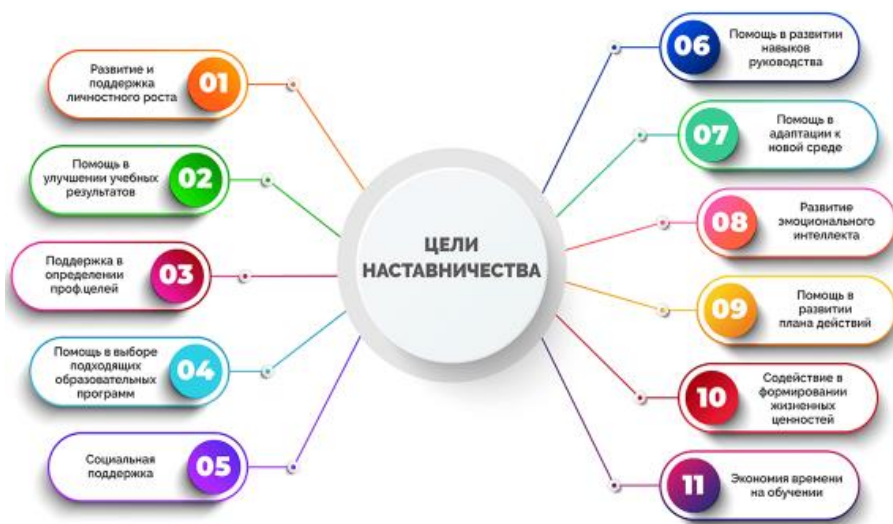 ЦЕЛИ
НАСТАВНИЧЕСТВА
Развитие и
поддержка
личностного роста
01
Помощь в
улучшении учебных
результатов
02
Поддержка в
определении
проф.целей
03
Помощь в выборе
подходящих
образовательных
программ
04
Социальная
поддержка
05
06
Помощь в развитии
навыков
руководства
07
Помощь в
адаптации к
новой среде
08
Развитие
эмоционального
интеллекта
09
Помощь в
развитии
плана действий
10
Содействие в
формировании
жизненных
ценностей
11
Экономия времени
на обучении